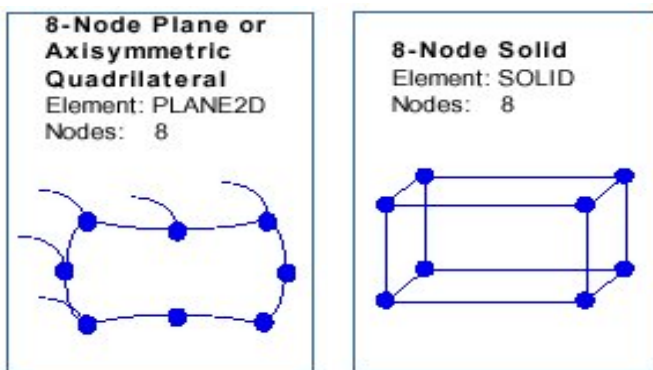 8-Node Plane or
Axisymmetric
Quadrilateral
Element: PLANE2D
Nodes: 8
8-Node Solid
Element: SOLID
Nodes: 8